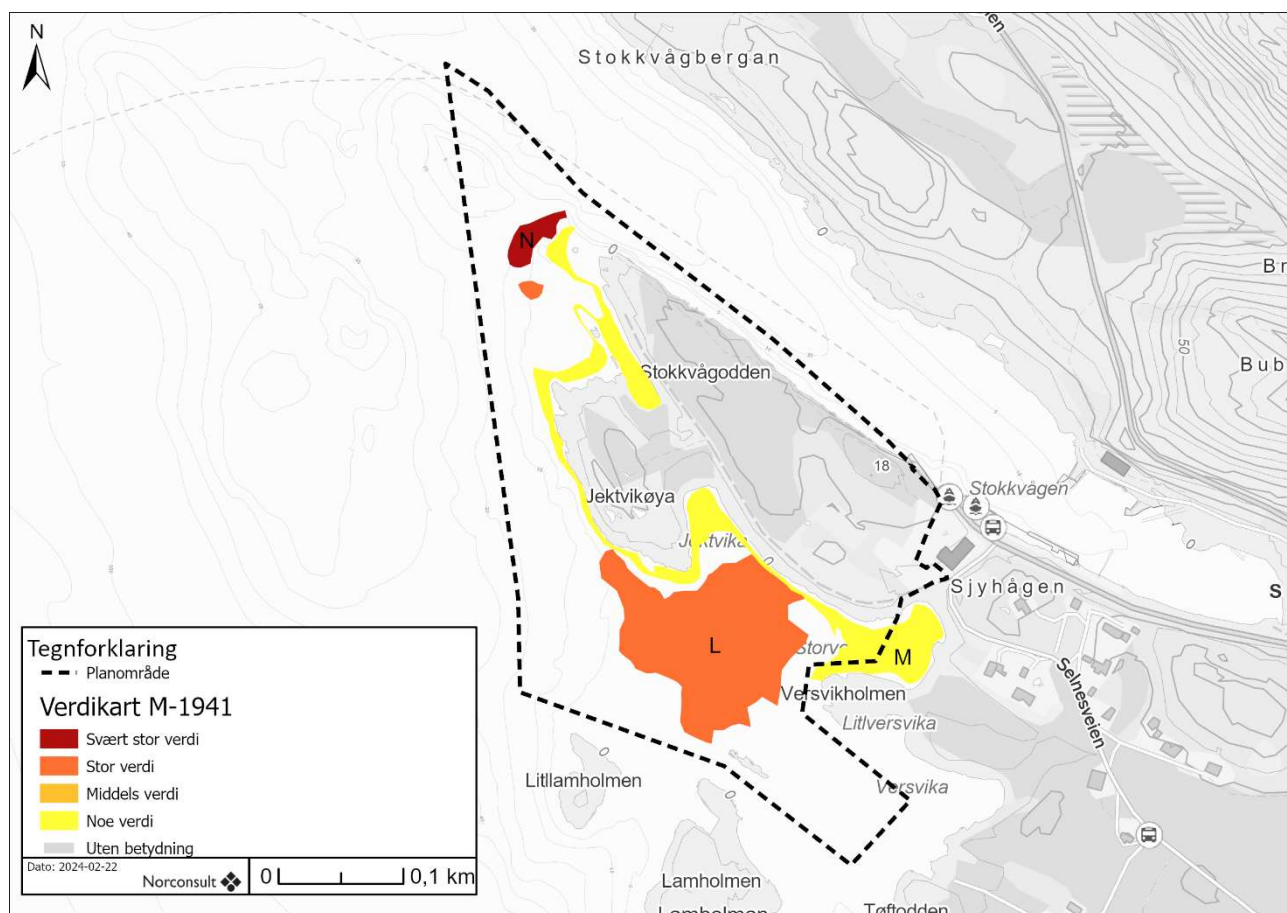 N
Stokkvågbergan
N
Stokkvågodden
50
18
Stokkvågen
Jektvikøya
Jektvika
Sjyhågen
L
M
Versvikholmen
Litlversvika
Selnesveien
Versvika
Litllamholmen
Lamholmen
Lamholmen
Tøftodden
Tegnforklaring
Planområde
Verdikart M-1941
Svært stor verdi
Stor verdi
Middels verdi
Noe verdi
Uten betydning
Dato: 2024-02-22
Norconsult
0 0,1 km